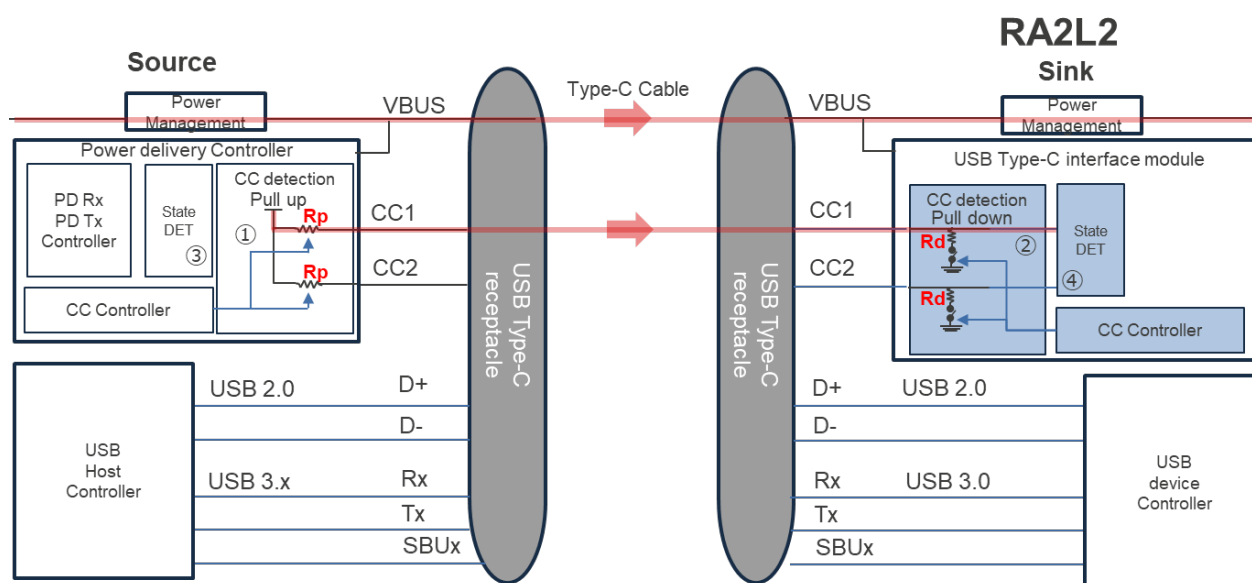 RA2L2
Source
Sink
Type-C Cable
Power
Management
VBUS
VBUS
Power
Management
Power delivery Controller
PD Rx
PD Tx
Controller
State
DET
③
CC detection
Pull up
①
Rp
Rp
CC Controller
CC1
CC2
USB Type-C
receptacle
USB Type-C
receptacle
CC1
CC2
USB Type-C interface module
CC detection
Pull down
Rd
②
Rd
State
DET
④
CC Controller
USB
Host
Controller
USB 2.0
D+
D-
USB 3.x
Rx
Tx
SBUx
D+
USB 2.0
D-
Rx
USB 3.0
Tx
SBUx
USB
device
Controller